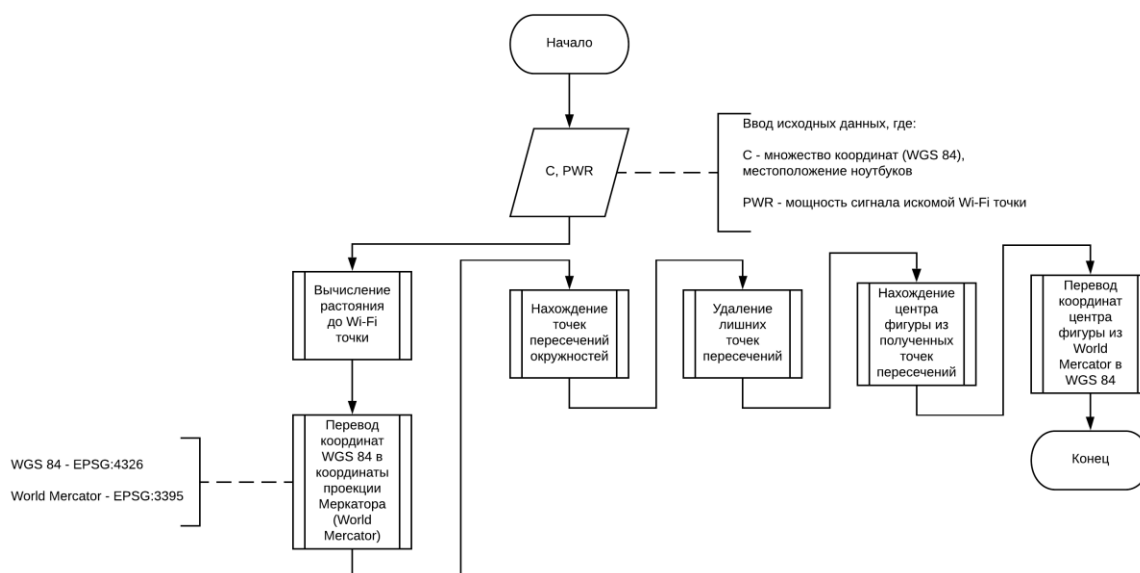 Начало
C, PWR
Ввод исходных данных, где:
C - множество координат (WGS 84),
местоположение ноутбуков
PWR - мощность сигнала искомой Wi-Fi точки
Вычисление
растояния
до Wi-Fi
точки
Перевод
координат
WGS 84 в
координаты
проекции
Меркатора
(World
Mercator)
WGS 84 - EPSG:4326
World Mercator - EPSG:3395
Нахождение
точек
пересечений
окружностей
Удаление
лишних
точек
пересечений
Нахождение
центра
фигуры из
полученных
точек
пересечений
Перевод
координат
центра
фигуры из
World
Mercator в
WGS 84
Конец